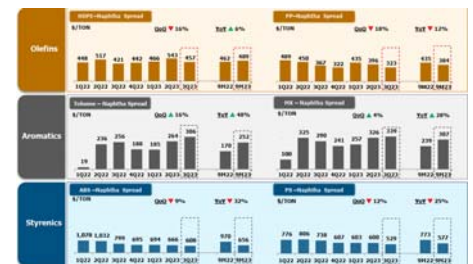 HDPE-Naphtha Spread
$/TON QoQ ▼ 16% YoY ▲ 6%
448 517 421 442 466 543 457 462 489
1Q22 2Q22 3Q22 4Q22 1Q23 2Q23 3Q23 9M22 9M23
PP-Naphtha Spread
$/TON QoQ ▼ 18% YoY ▼ 12%
489 458 367 322 435 396 323 435 384
1Q22 2Q22 3Q22 4Q22 1Q23 2Q23 3Q23 9M22 9M23
Olefins
Toluene - Naphtha Spread
$/TON QoQ ▲ 16% YoY ▲ 48%
19 236 256 188 185 264 306 170 252
1Q22 2Q22 3Q22 4Q22 1Q23 2Q23 3Q23 9M22 9M23
MX - Naphtha Spread
$/TON QoQ ▲ 4% YoY ▲ 28%
100 325 290 241 257 326 339 239 307
1Q22 2Q22 3Q22 4Q22 1Q23 2Q23 3Q23 9M22 9M23
Aromatics
ABS -Naphtha Spread
$/TON QoQ ▼ 9% YoY ▼ 32%
1,078 1,032 799 695 694 666 608 970 656
1Q22 2Q22 3Q22 4Q22 1Q23 2Q23 3Q23 9M22 9M23
PS -Naphtha Spread
$/TON QoQ ▼ 12% YoY ▼ 25%
776 806 738 607 603 600 529 773 577
1Q22 2Q22 3Q22 4Q22 1Q23 2Q23 3Q23 9M22 9M23
Styrenics